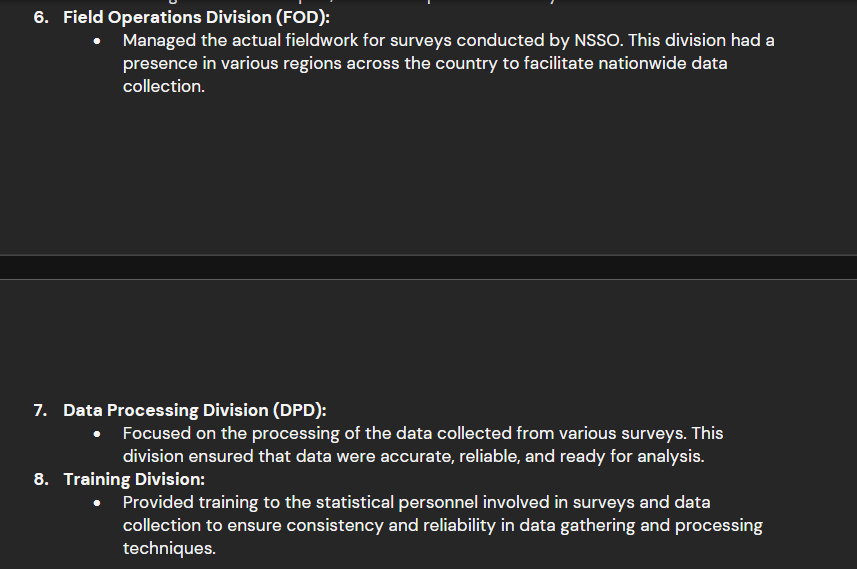 6. Field Operations Division (FOD):
• Managed the actual fieldwork for surveys conducted by NSSO. This division had a
presence in various regions across the country to facilitate nationwide data
collection.
7. Data Processing Division (DPD):
• Focused on the processing of the data collected from various surveys. This
division ensured that data were accurate, reliable, and ready for analysis.
8. Training Division:
• Provided training to the statistical personnel involved in surveys and data
collection to ensure consistency and reliability in data gathering and processing
techniques.